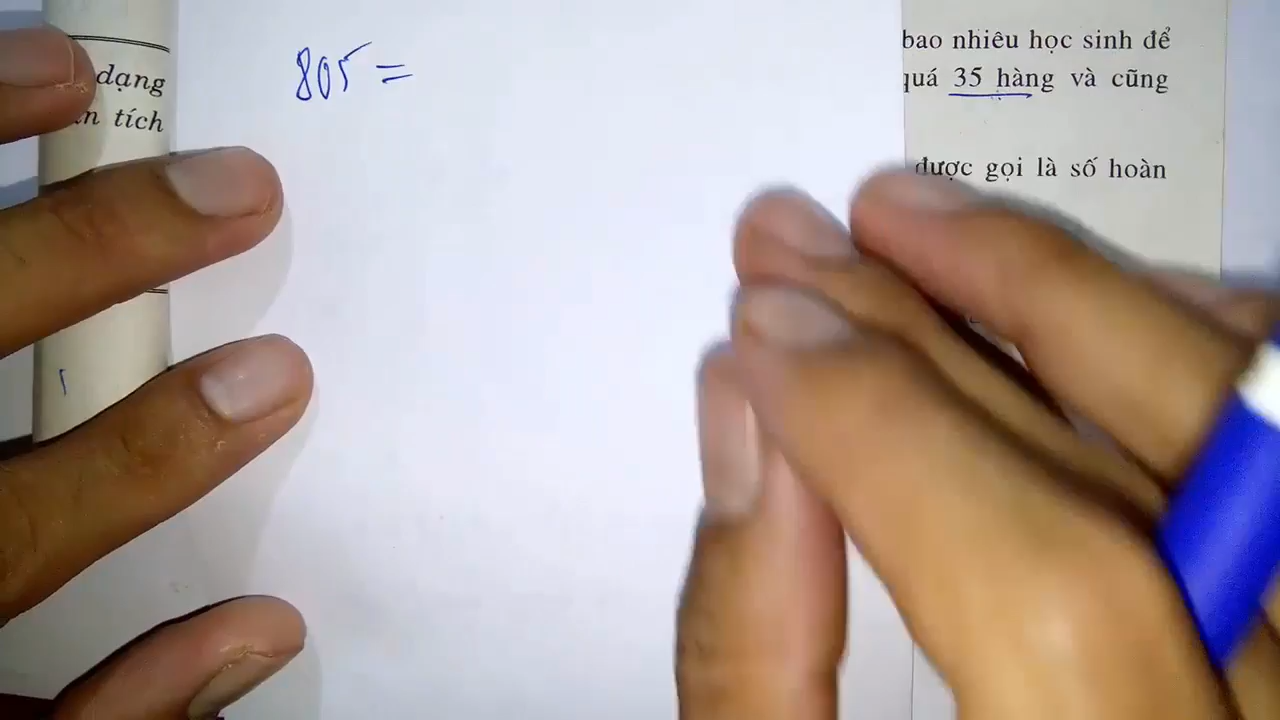 805 =
dạng
tích
bao nhiêu học sinh để
quá 35 hàng và cũng
được gọi là số hoàn